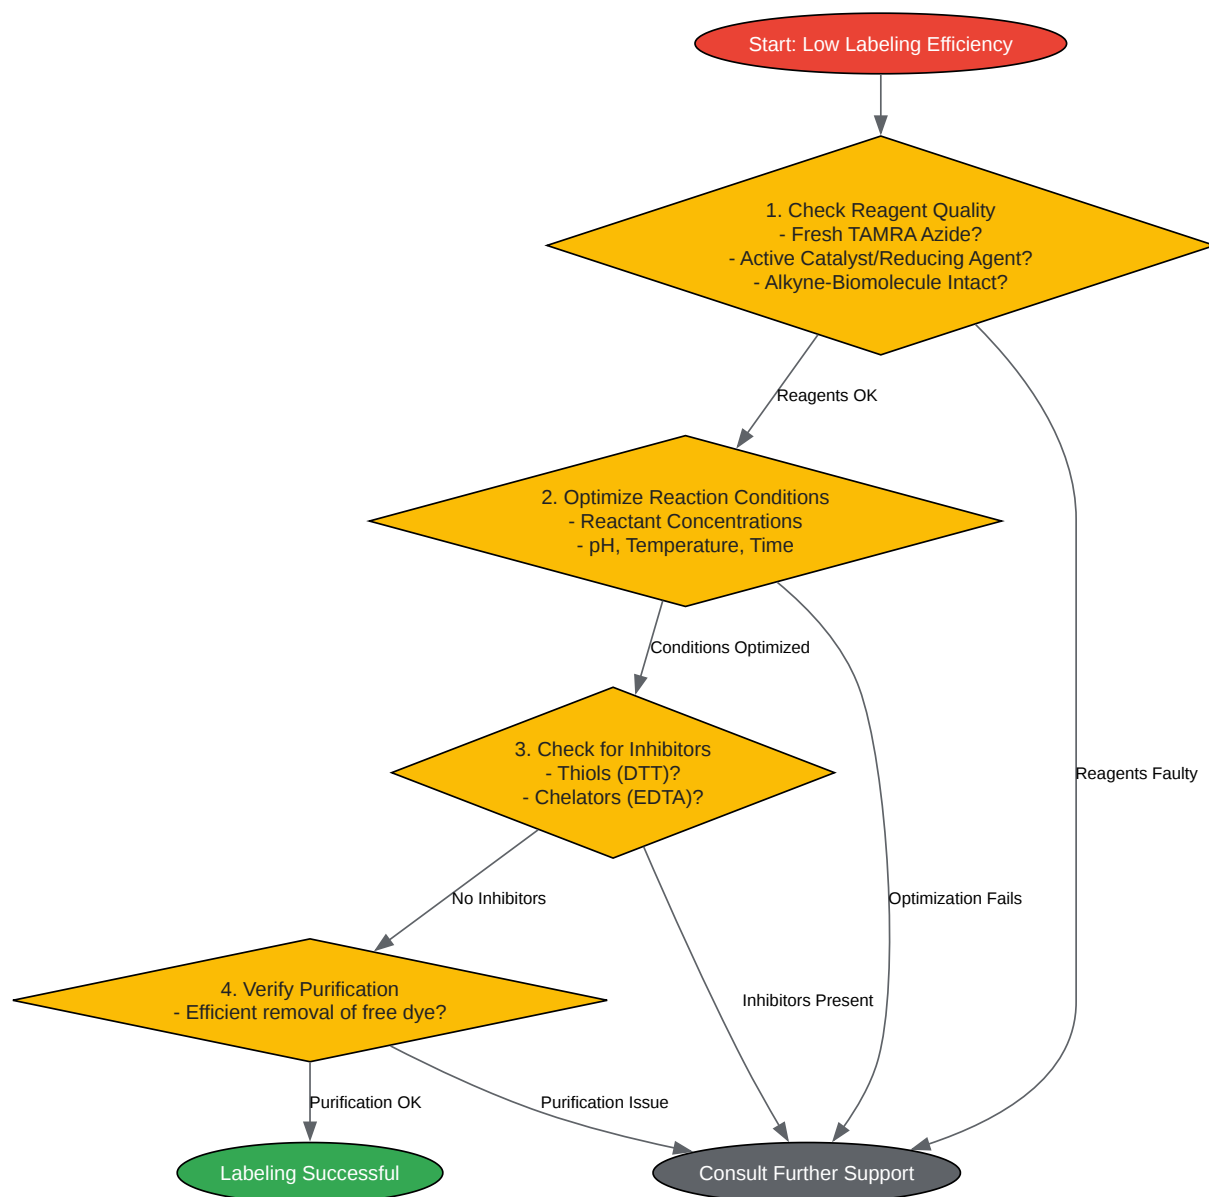 Start: Low Labeling Efficiency
1. Check Reagent Quality
- Fresh TAMRA Azide?
- Active Catalyst/Reducing Agent?
- Alkyne-Biomolecule Intact?
Reagents OK
2. Optimize Reaction Conditions
- Reactant Concentrations
- pH, Temperature, Time
Conditions Optimized
3. Check for Inhibitors
- Thiols (DTT)?
- Chelators (EDTA)?
Reagents Faulty
No Inhibitors
Optimization Fails
4. Verify Purification
- Efficient removal of free dye?
Inhibitors Present
Purification OK
Purification Issue
Labeling Successful
Consult Further Support